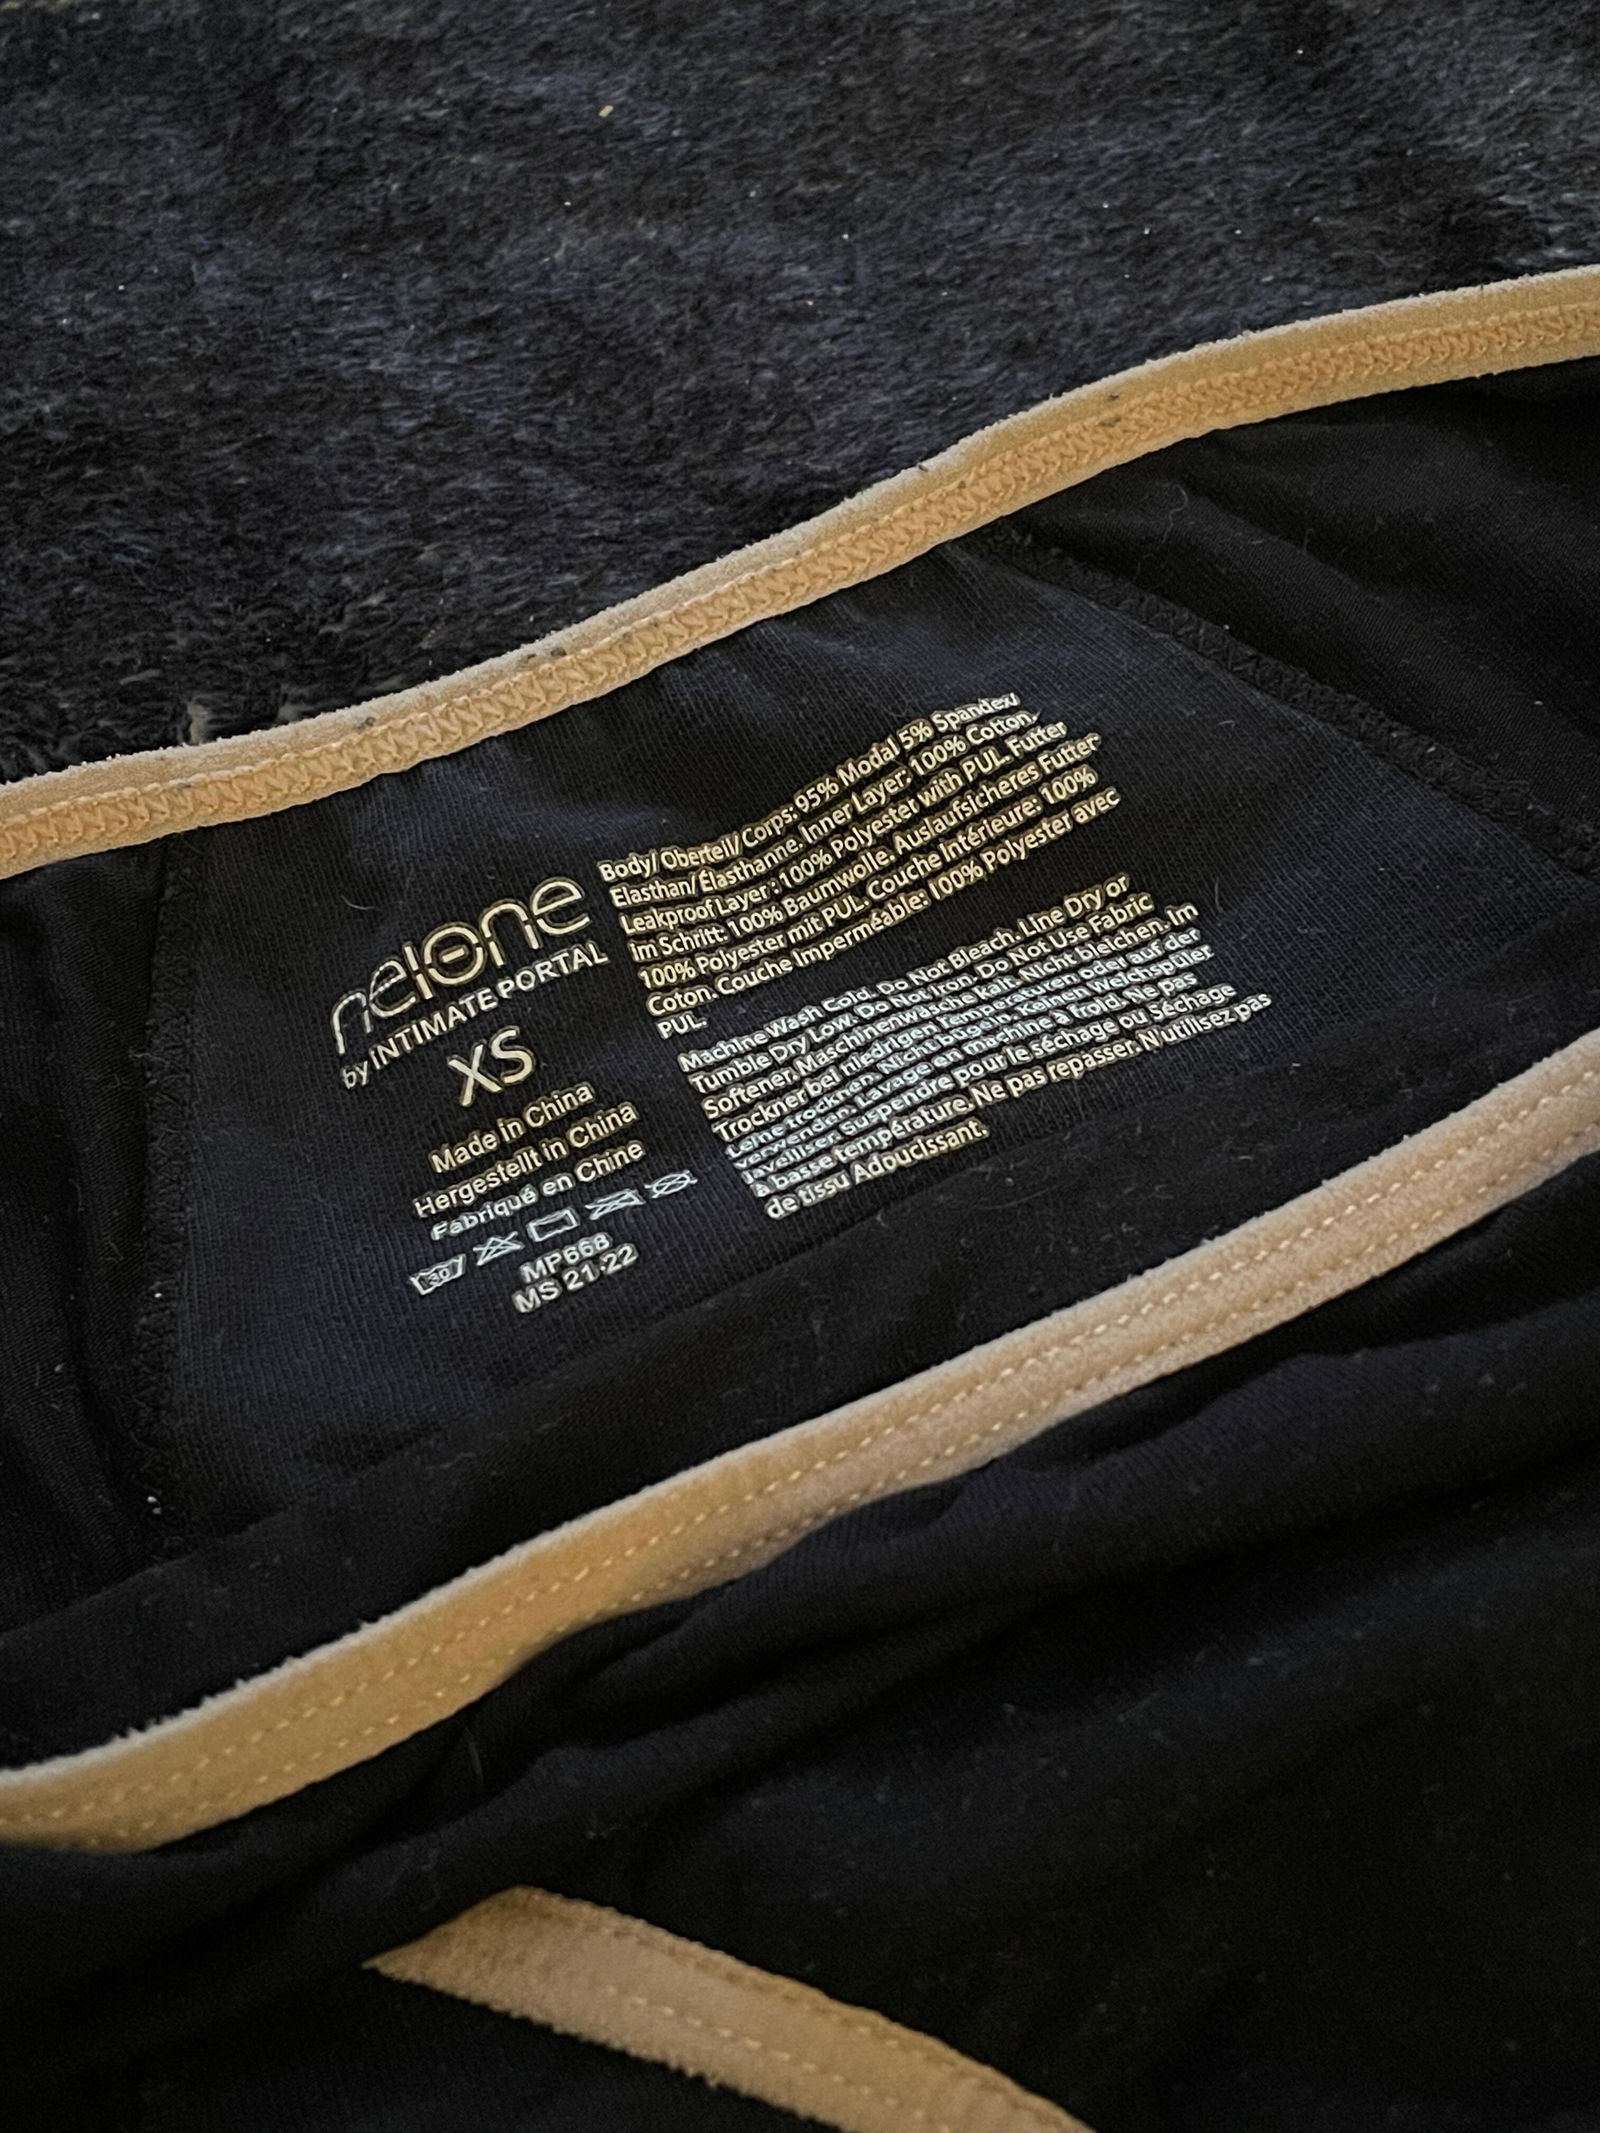 neione
by INTIMATE PORTAL
XS
Made in China
Hergestellt in China
Fabriqué en Chine
30
MP668
MS 21-22
Body/ Oberteil/ Corps: 95% Modal 5% Spandex/
Elasthan/ Élasthanne. Inner Layer: 100% Cotton.
Leakproof Layer : 100% Polyester with PUL. Futter
im Schritt: 100% Baumwolle. Auslaufsicheres Futter:
100% Polyester mit PUL. Couche Intérieure: 100%
Coton. Couche Imperméable: 100% Polyester avec
PUL.
Machine Wash Cold. Do Not Bleach. Line Dry or
Tumble Dry Low. Do Not Iron. Do Not Use Fabric
Softener. Maschinenwäsche kalt. Nicht bleichen. Im
Trockner bei niedrigen Temperaturen oder auf der
Leine trocknen. Nicht bügeln. Keinen Weichspüler
verwenden. Lavage en machine à froid. Ne pas
javelliser. Suspendre pour le séchage ou Séchage
à basse température. Ne pas repasser. N'utilisez pas
de tissu Adoucissant.